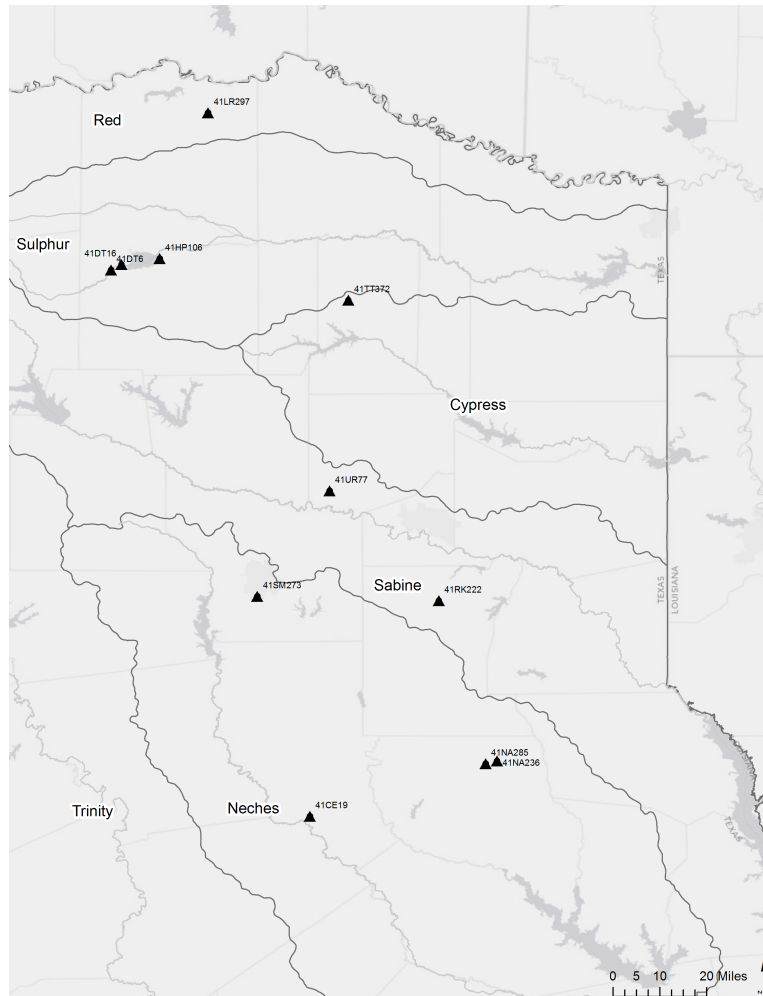 41LR297
Red
Sulphur
41HP106
41DT16
41DT6
TEXAS
41TT372
Cypress
41UR77
41SM273
Sabine
41RK222
TEXAS
LOUISIANA
41NA285
41NA236
Trinity
Neches
41CE19
TEXAS
0 5 10 20 Miles